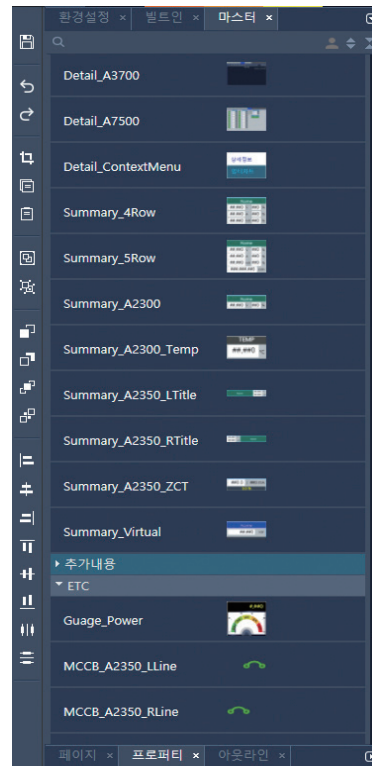 환경설정 × 빌트인 × 마스터 ×
Detail_A3700
Detail_A7500
Detail_ContextMenu
Summary_4Row
Summary_5Row
Summary_A2300
Summary_A2300_Temp
TEMP
Summary_A2350_LTitle
Summary_A2350_RTitle
Summary_A2350_ZCT
Summary_Virtual
추가내용
ETC
Guage_Power
MCCB_A2350_LLine
MCCB_A2350_RLine
페이지 × 프로퍼티 × 아웃라인 ×